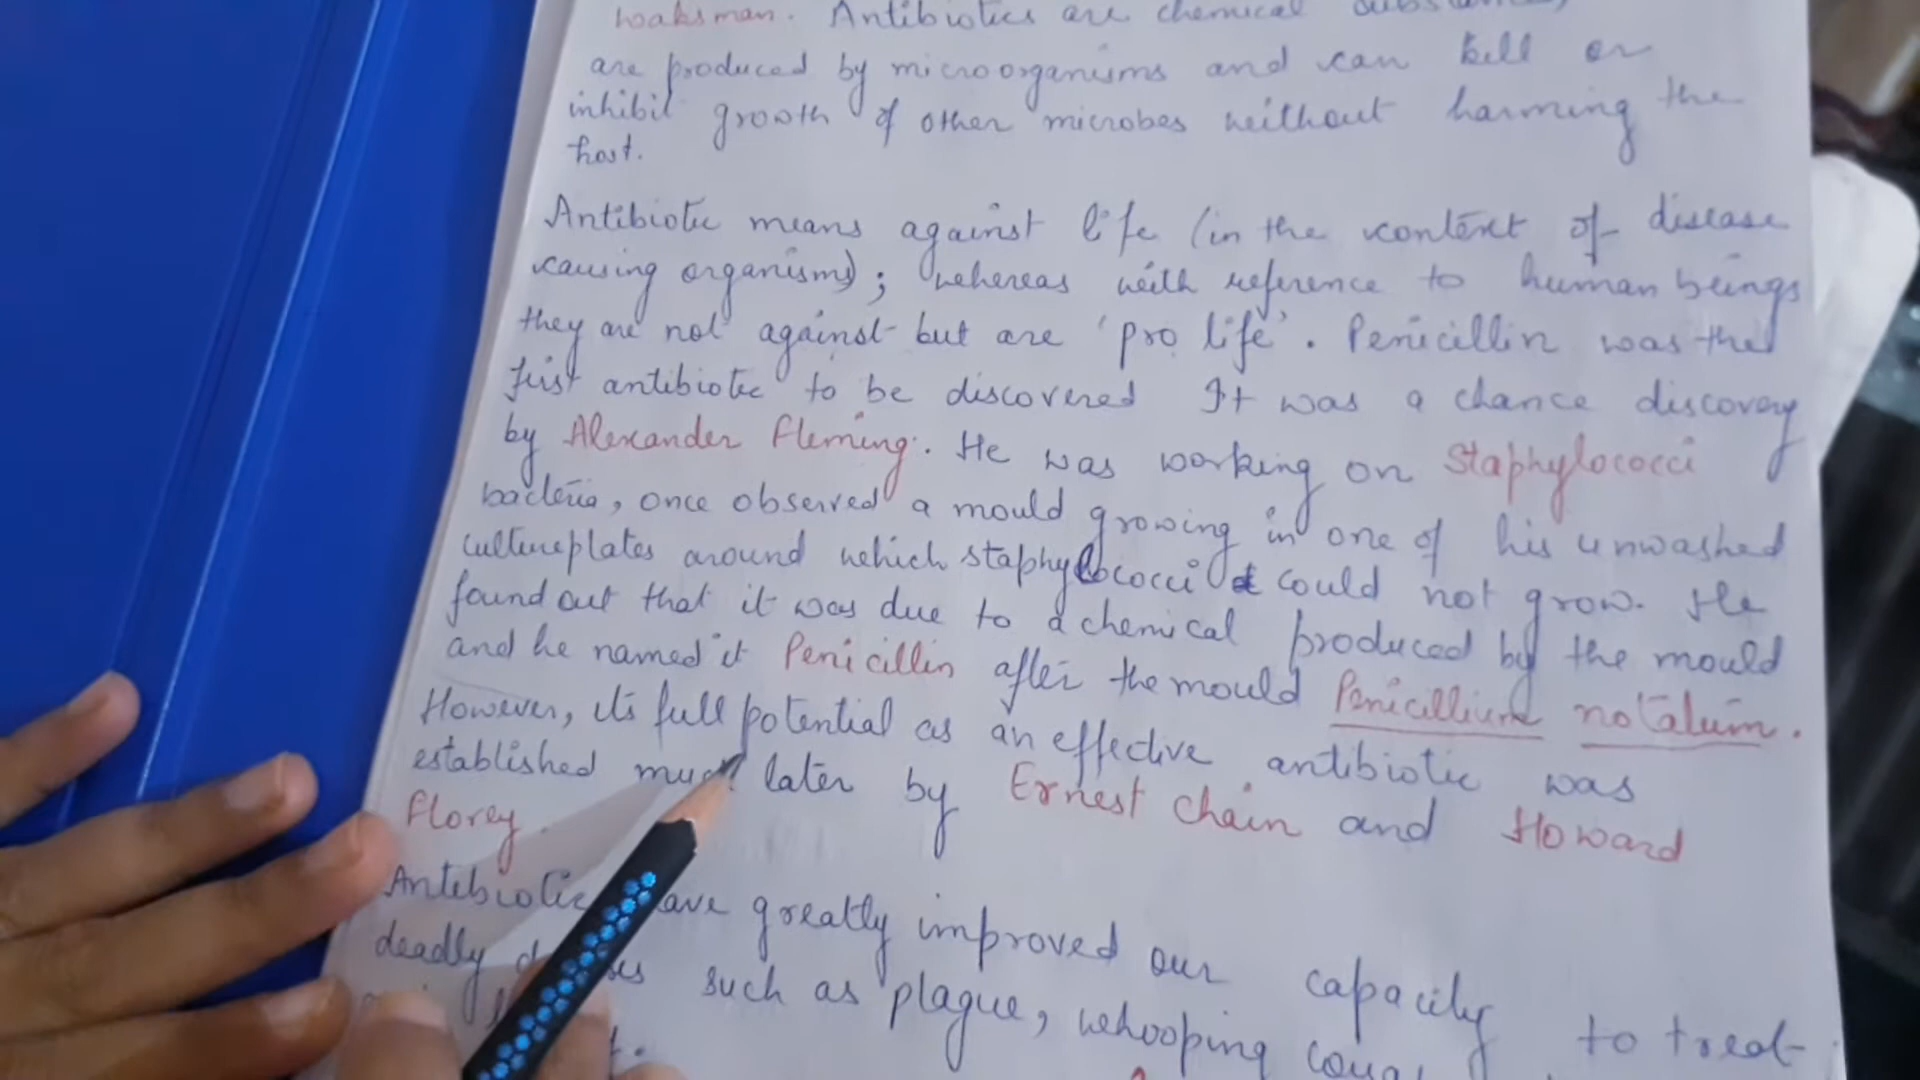 Waksman. Antibiotics are chemical
are produced by microorganisms and can kill or
inhibit growth of other microbes without harming the
host.
Antibiotic means against life (in the context of disease
causing organisms); whereas with reference to human beings
they are not against but are 'pro life'. Penicillin was the
first antibiotic to be discovered It was a chance discovery
by Alexander Fleming. He was working on Staphylococci
bacteria, once observed a mould growing in one of his unwashed
culture plates around which staphylococci could not grow. He
found out that it was due to a chemical produced by the mould
and he named it Penicillin after the mould Penicillium notatum.
However, its full potential as an effective antibiotic was
established much later by Ernest Chain and Howard
Florey.
Antibiotic have greatly improved our capacity to treat
deadly such as plague, whooping